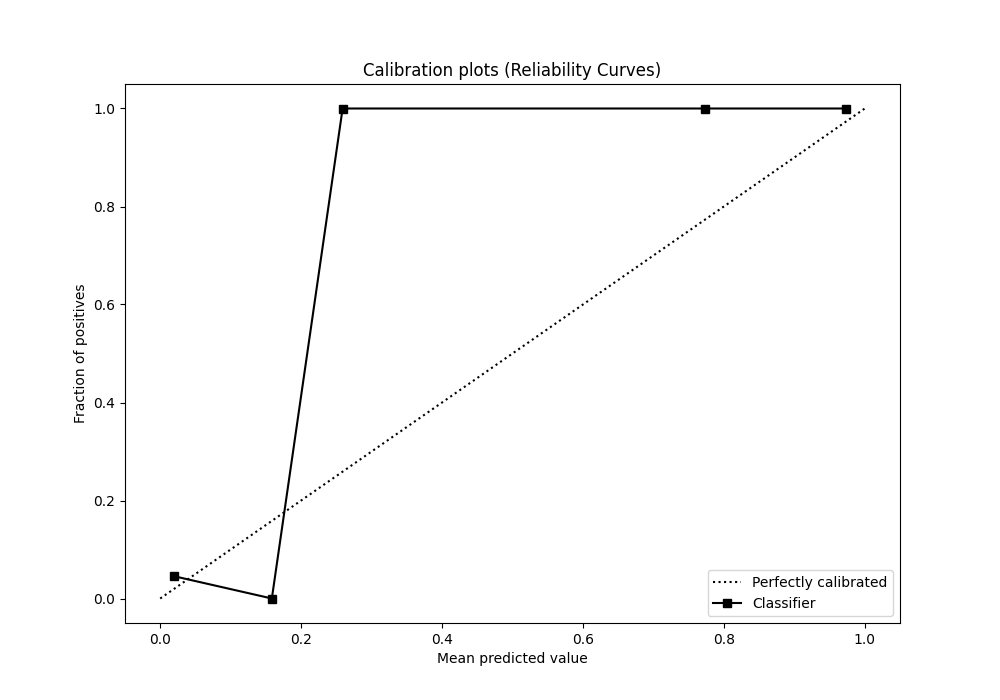 Calibration plots (Reliability Curves)
1.0
0.8
0.6
0.4
0.2
0.0
Fraction of positives
0.0 0.2 0.4 0.6 0.8 1.0
Mean predicted value
Perfectly calibrated
Classifier